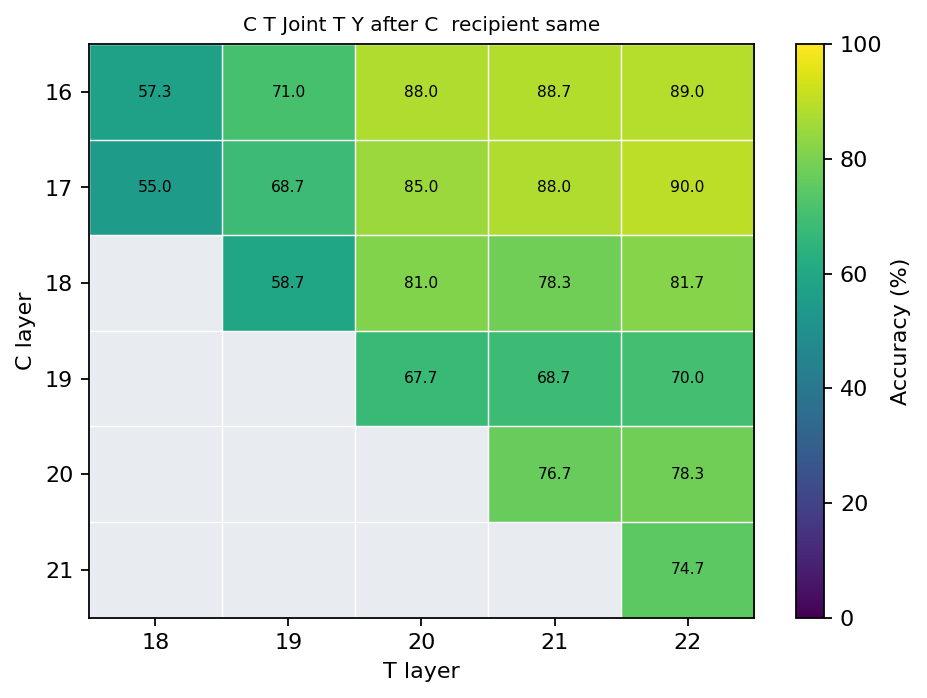 C T Joint T Y after C  recipient same
16 57.3 71.0 88.0 88.7 89.0
17 55.0 68.7 85.0 88.0 90.0
18 58.7 81.0 78.3 81.7
19 67.7 68.7 70.0
20 76.7 78.3
21 74.7
18 19 20 21 22
T layer
C layer
100
80
60
40
20
0
Accuracy (%)